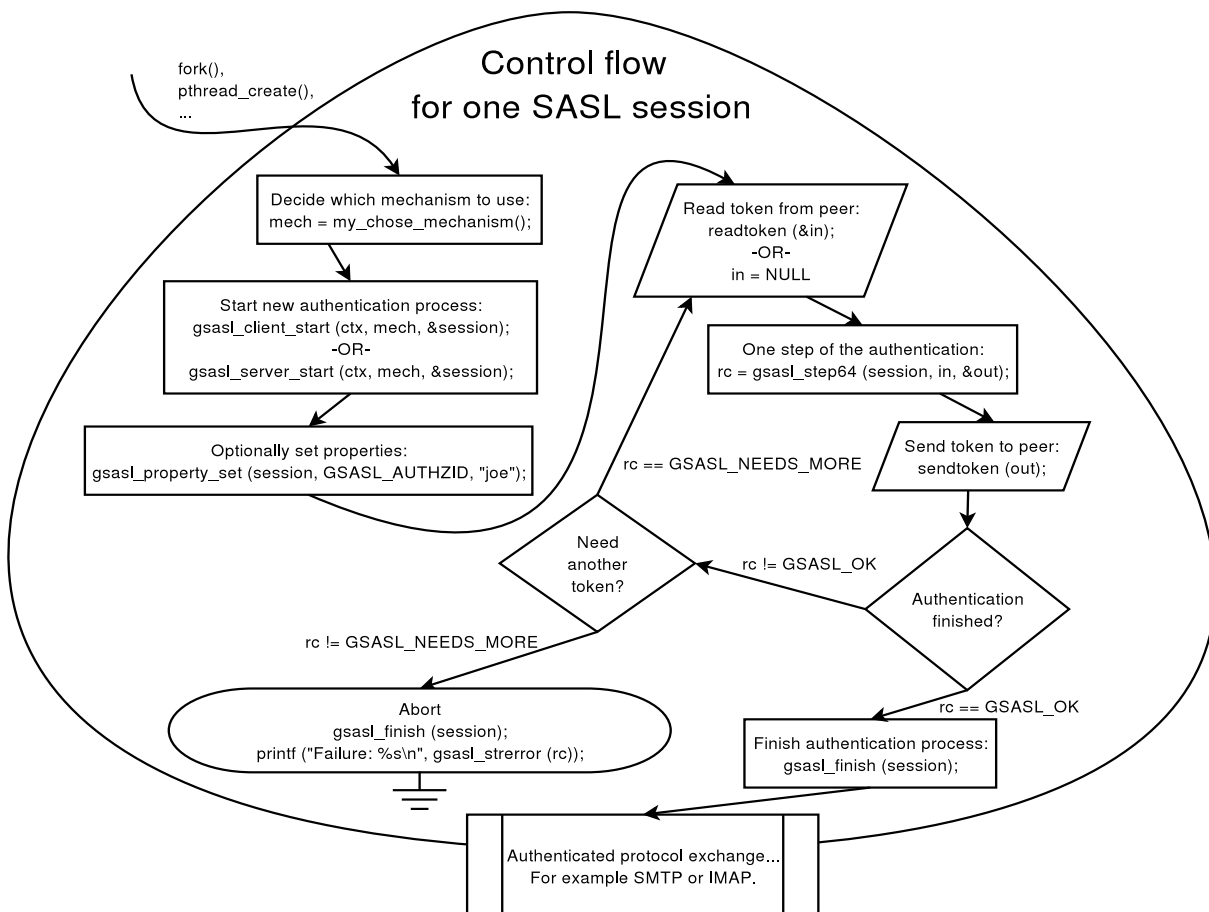 Control flow
for one SASL session
fork(),
pthread_create(),
...
Decide which mechanism to use:
mech = my_chose_mechanism();
Start new authentication process:
gsasl_client_start (ctx, mech, &session);
-OR-
gsasl_server_start (ctx, mech, &session);
Optionally set properties:
gsasl_property_set (session, GSASL_AUTHZID, "joe");
Read token from peer:
readtoken (&in);
-OR-
in = NULL
One step of the authentication:
rc = gsasl_step64 (session, in, &out);
Send token to peer:
sendtoken (out);
Authentication
finished?
rc != GSASL_OK
Need
another
token?
rc == GSASL_NEEDS_MORE
rc != GSASL_NEEDS_MORE
Abort
gsasl_finish (session);
printf ("Failure: %s\n", gsasl_strerror (rc));
rc == GSASL_OK
Finish authentication process:
gsasl_finish (session);
Authenticated protocol exchange...
For example SMTP or IMAP.